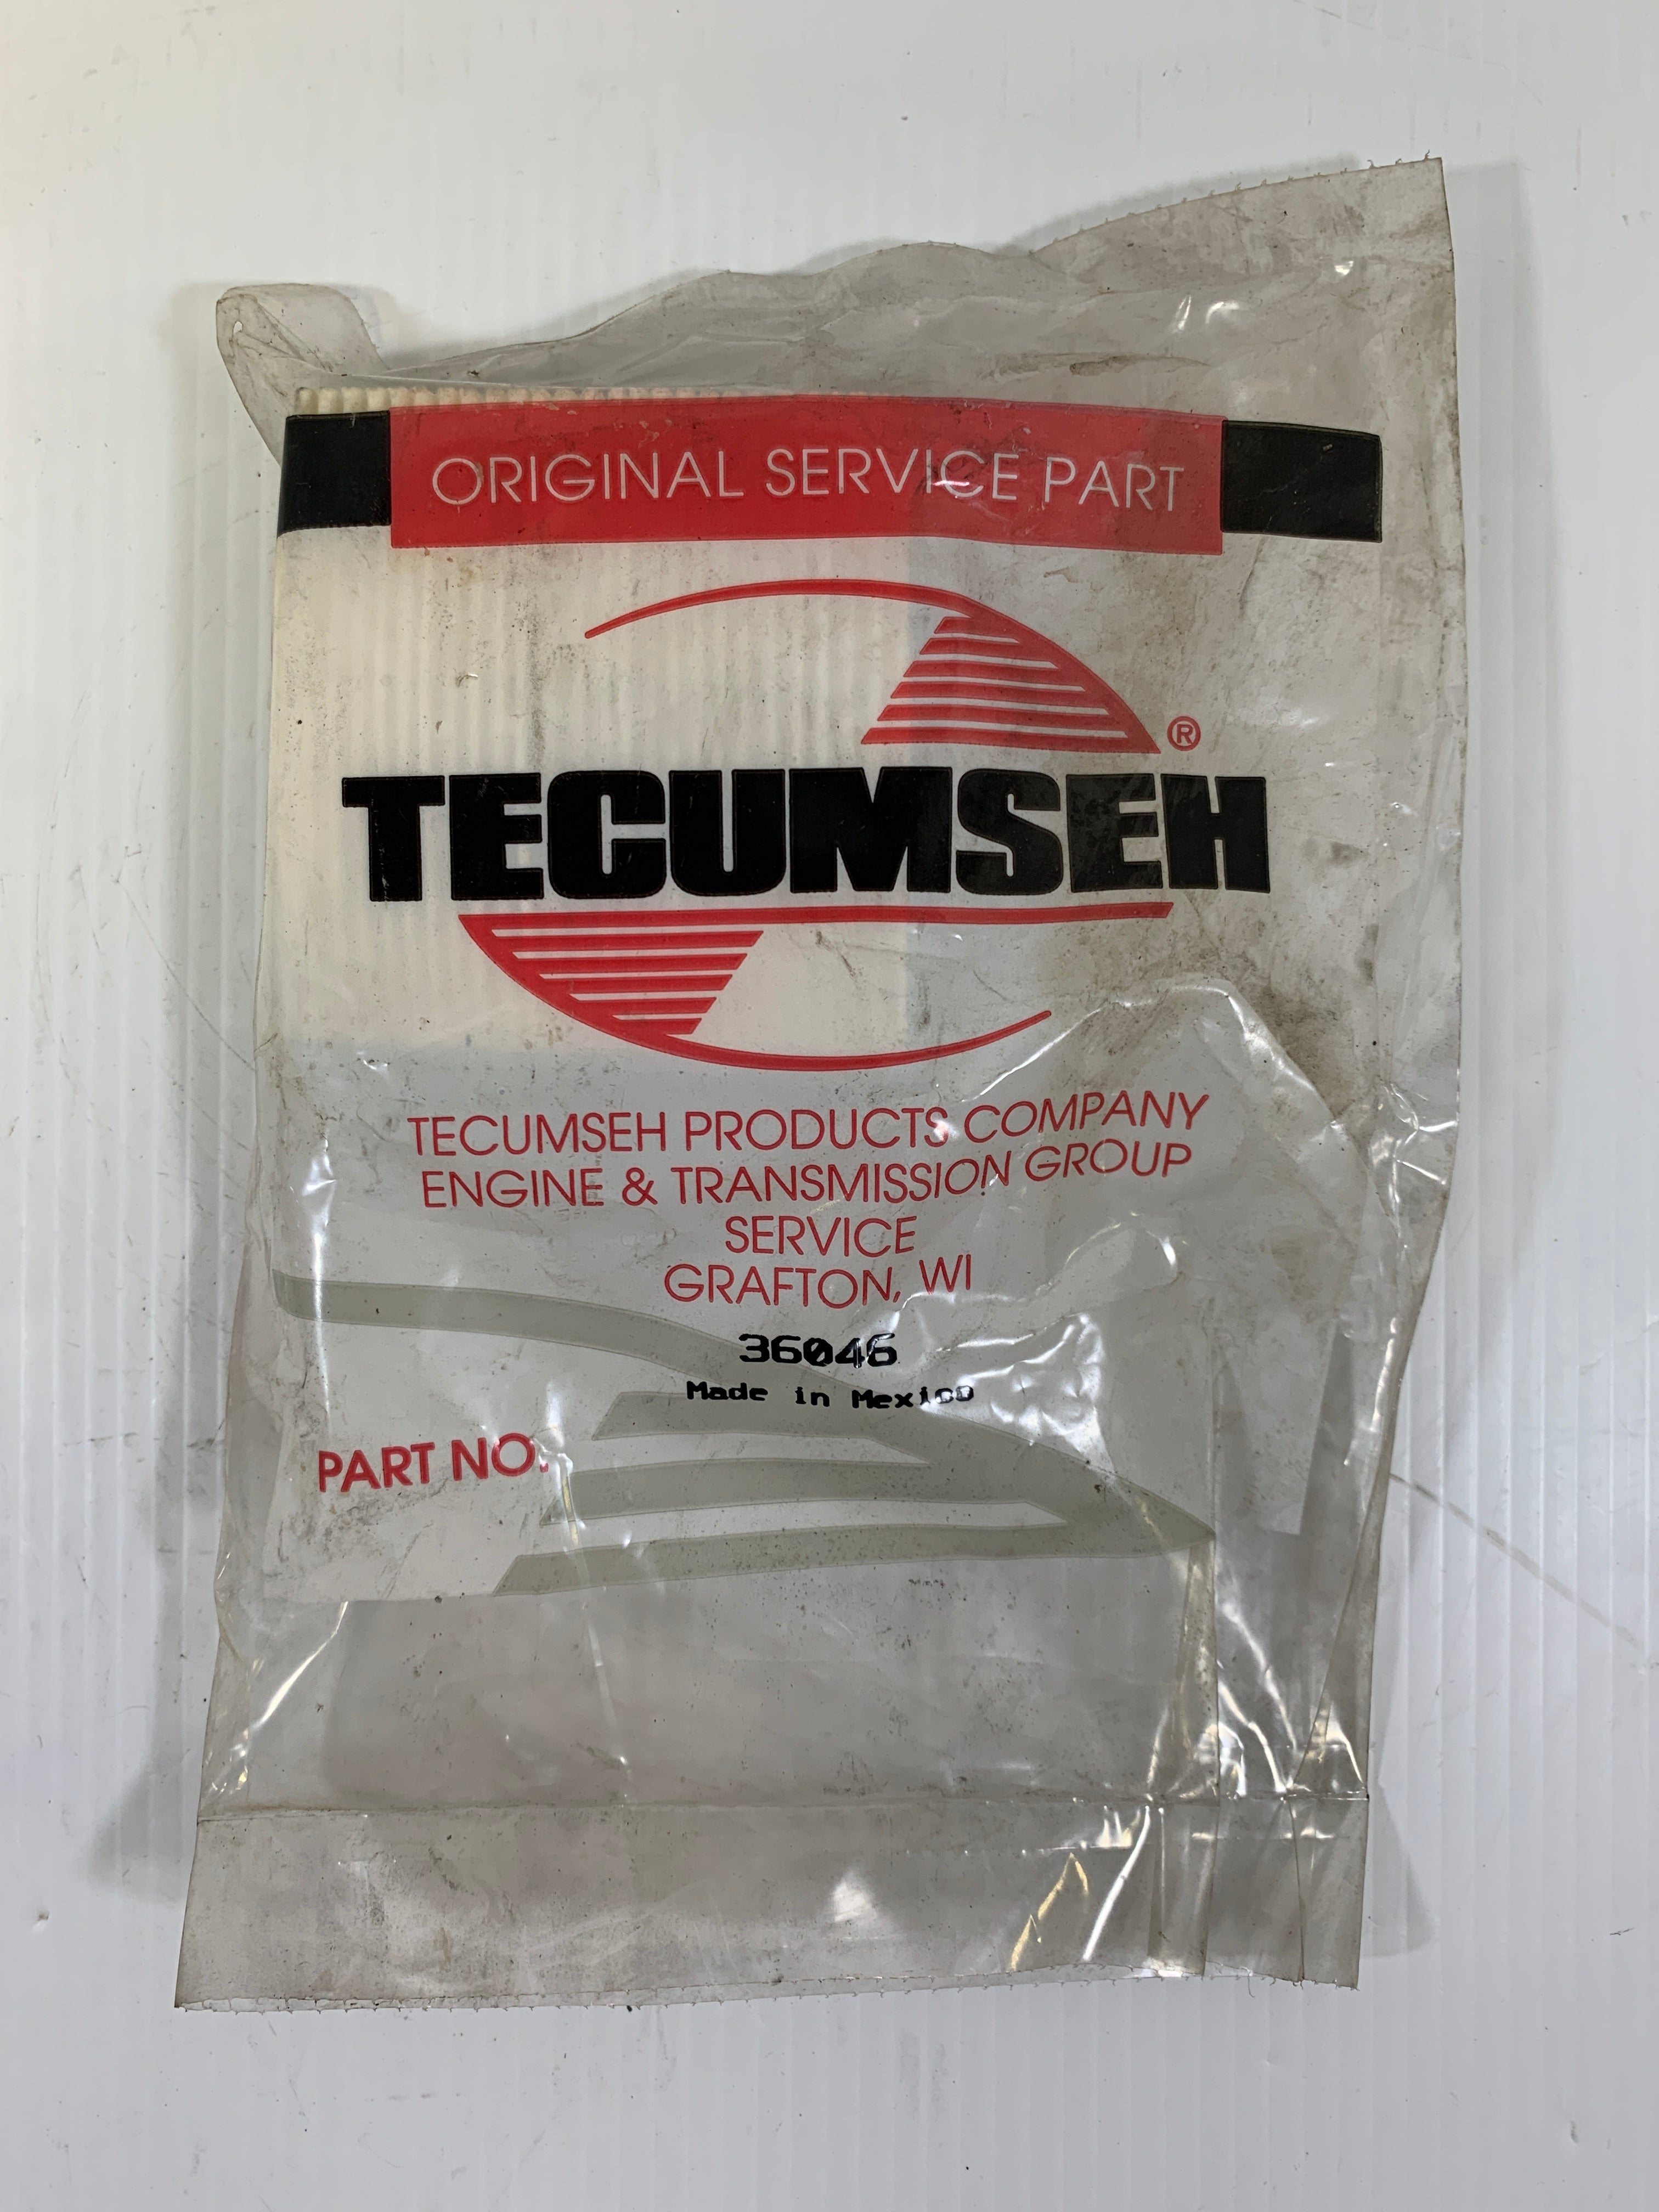 ORIGINAL SERVICE PART
®
TECUMSEH
TECUMSEH PRODUCTS COMPANY
ENGINE & TRANSMISSION GROUP
SERVICE
GRAFTON, WI
36046
Made in Mexico
PART NO.